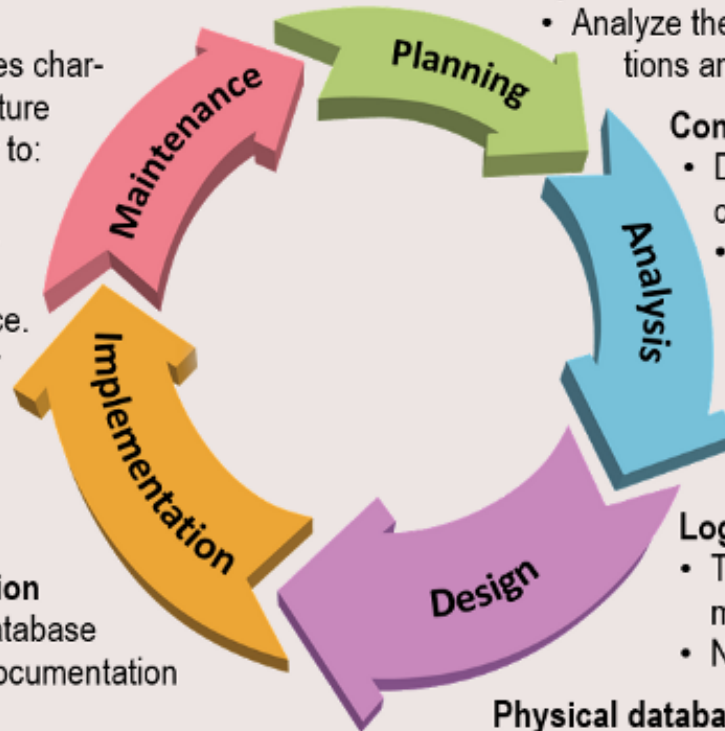 • Analyze the
tions an
es char-
ture
to:
ce.
Planning
Con
• D
c
•
Analysis
Log
• T
m
• N
Design
Physical databa
Implementation
ion
atabase
ocumentation
Maintenance